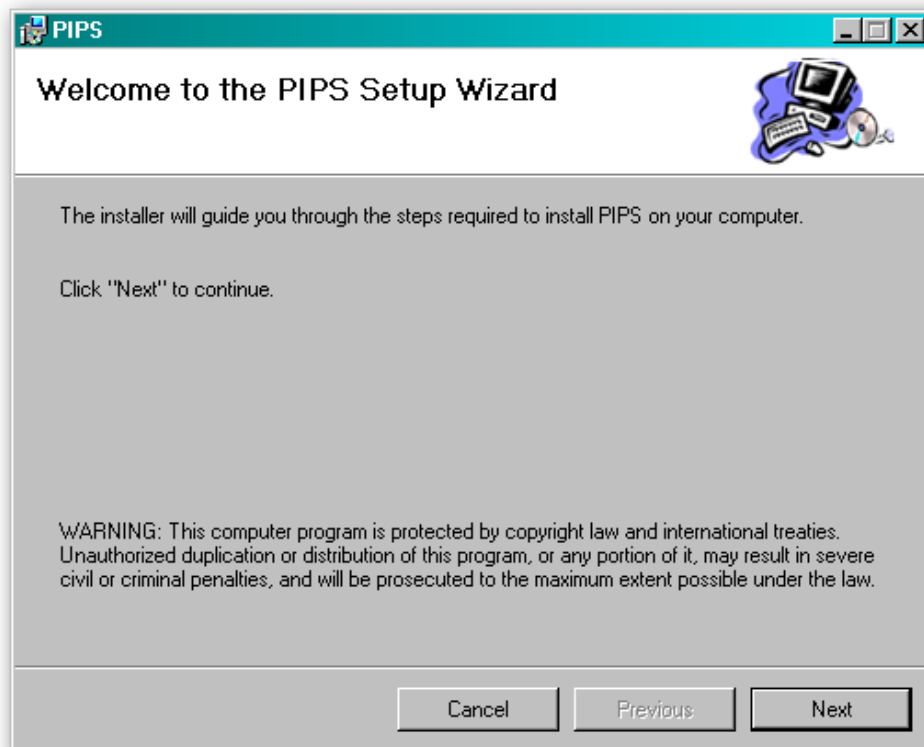 PIPS
Welcome to the PIPS Setup Wizard
The installer will guide you through the steps required to install PIPS on your computer.
Click "Next" to continue.
WARNING: This computer program is protected by copyright law and international treaties.
Unauthorized duplication or distribution of this program, or any portion of it, may result in severe
civil or criminal penalties, and will be prosecuted to the maximum extent possible under the law.
Cancel
Previous
Next